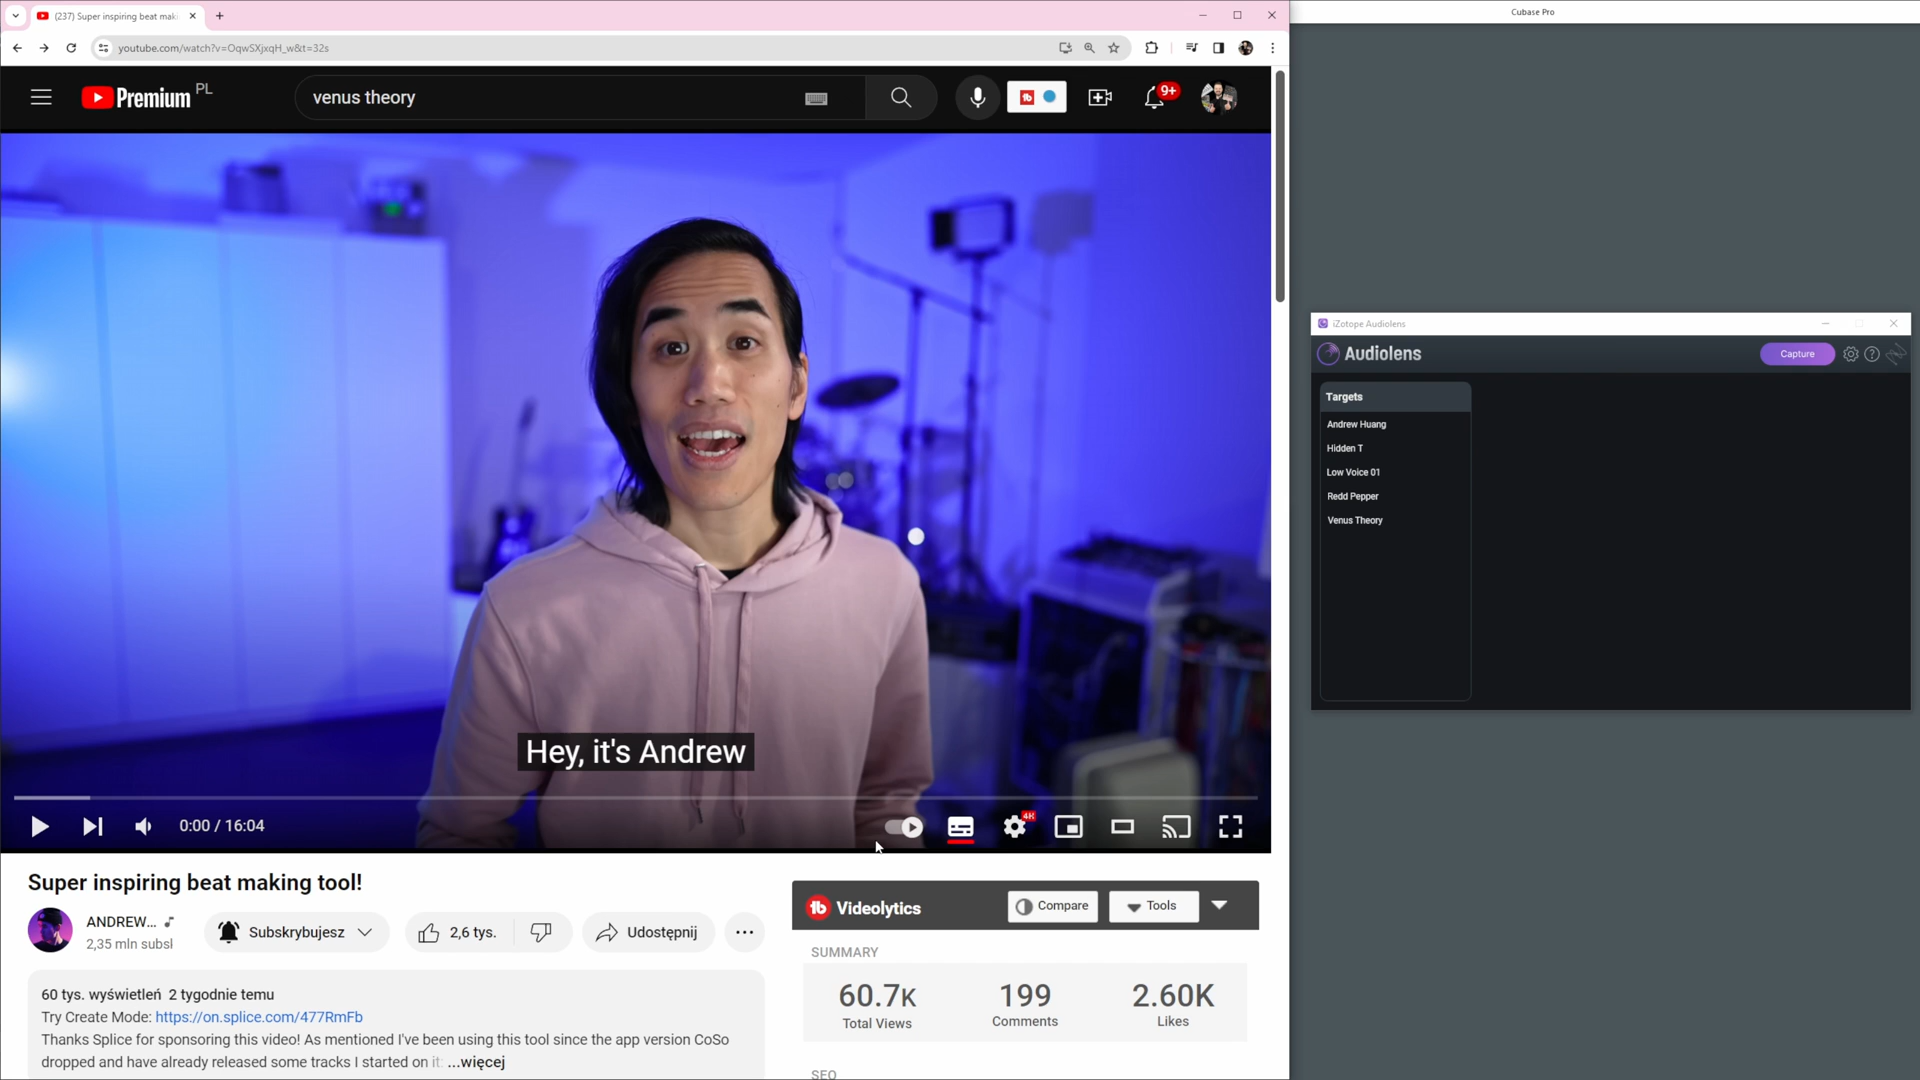 (237) Super inspiring beat maki
Cubase Pro
youtube.com/watch?v=OqwSXjxqH_w&t=32s
Premium PL
venus theory
9+
iZotope Audiolens
Audiolens
Capture
Targets
Andrew Huang
Hidden T
Low Voice 01
Redd Pepper
Venus Theory
Hey, it's Andrew
0:00 / 16:04
Super inspiring beat making tool!
ANDREW...
2,35 mln subsl
Subskrybujesz
2,6 tys.
Udostępnij
Videolytics
Compare
Tools
SUMMARY
60.7K
Total Views
199
Comments
2.60K
Likes
SEO
60 tys. wyświetleń 2 tygodnie temu
Try Create Mode: https://on.splice.com/477RmFb
Thanks Splice for sponsoring this video! As mentioned I've been using this tool since the app version CoSo
dropped and have already released some tracks I started on it: ...więcej